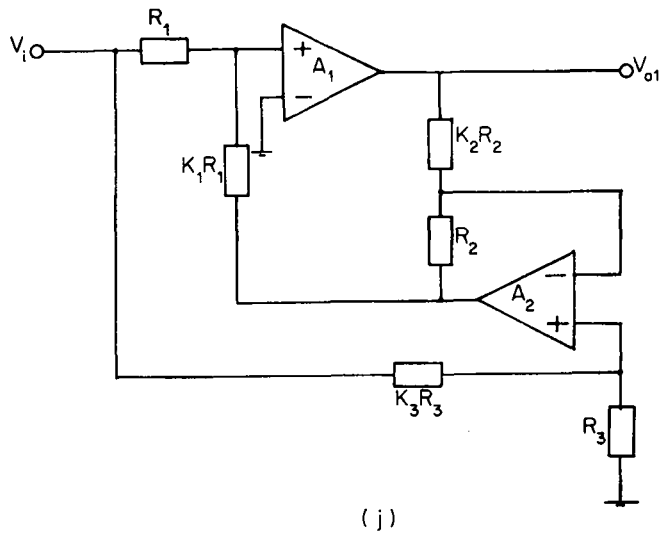 R₁
Vᵢ
+
A₁
−
Vₒ₁
K₂R₂
K₁R₁
R₂
−
A₂
+
K₃R₃
R₃
(j)